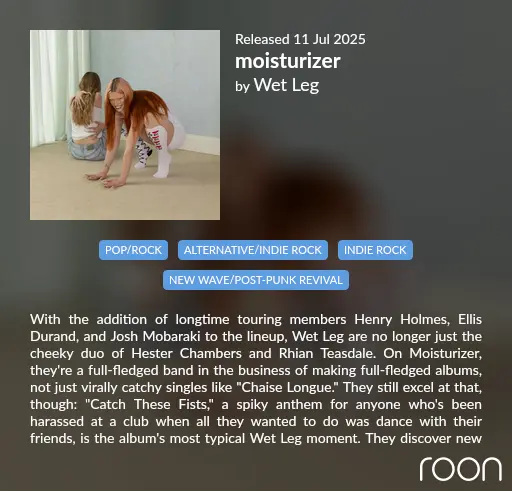 Released 11 Jul 2025
moisturizer
by Wet Leg
POP/ROCK ALTERNATIVE/INDIE ROCK INDIE ROCK
NEW WAVE/POST-PUNK REVIVAL
With the addition of longtime touring members Henry Holmes, Ellis
Durand, and Josh Mobaraki to the lineup, Wet Leg are no longer just the
cheeky duo of Hester Chambers and Rhian Teasdale. On Moisturizer,
they're a full-fledged band in the business of making full-fledged albums,
not just virally catchy singles like "Chaise Longue." They still excel at that,
though: "Catch These Fists," a spiky anthem for anyone who's been
harassed at a club when all they wanted to do was dance with their
friends, is the album's most typical Wet Leg moment. They discover new
roon